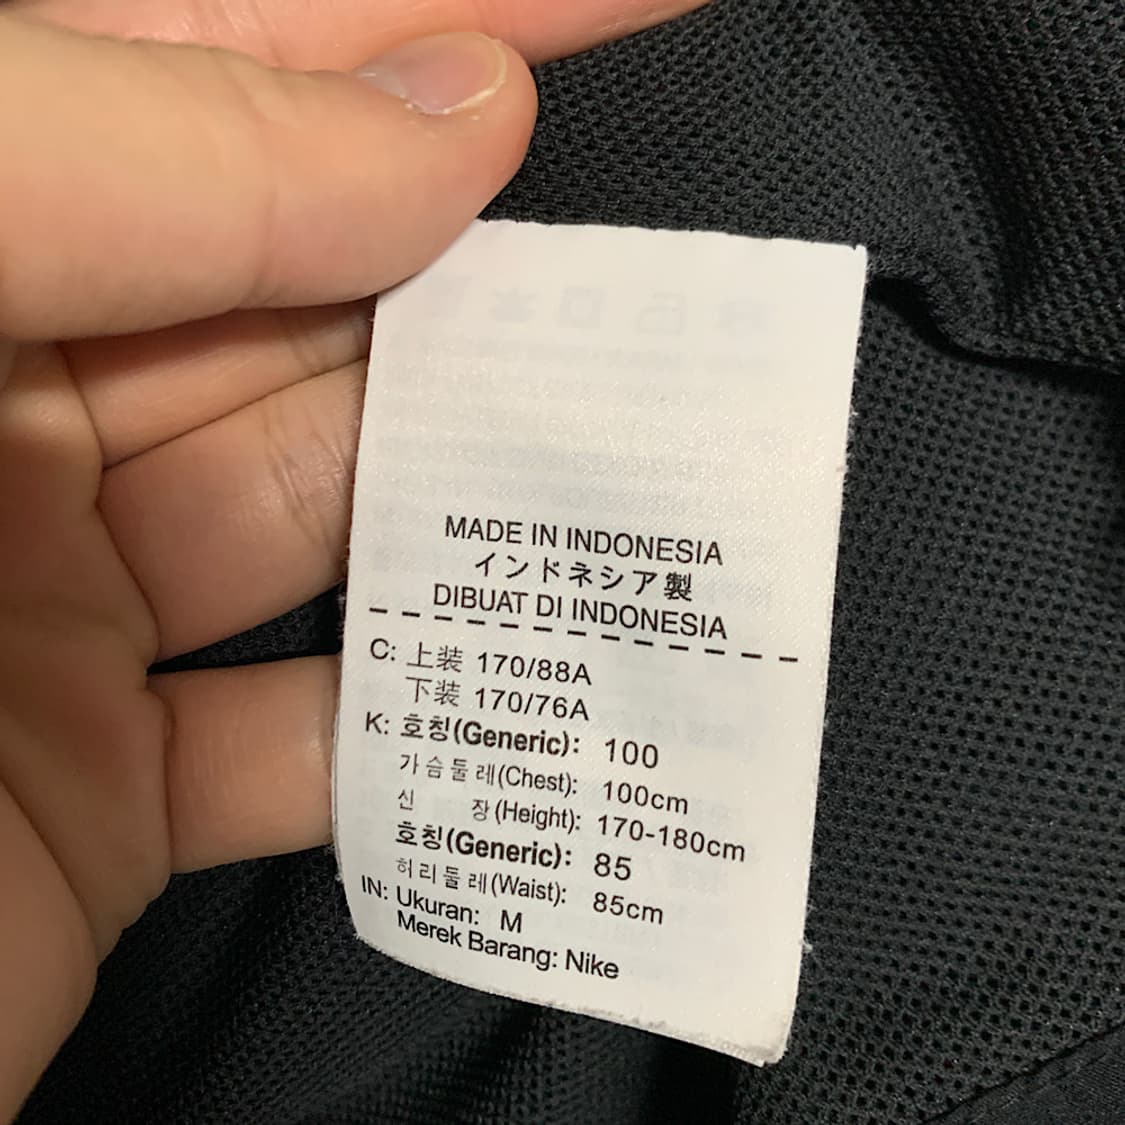 MADE IN INDONESIA
インドネシア製
DIBUAT DI INDONESIA
C: 上装 170/88A
下装 170/76A
K: 호칭(Generic): 100
가슴둘레(Chest): 100cm
신 장(Height): 170-180cm
호칭(Generic): 85
허리둘레(Waist): 85cm
IN: Ukuran: M
Merek Barang: Nike